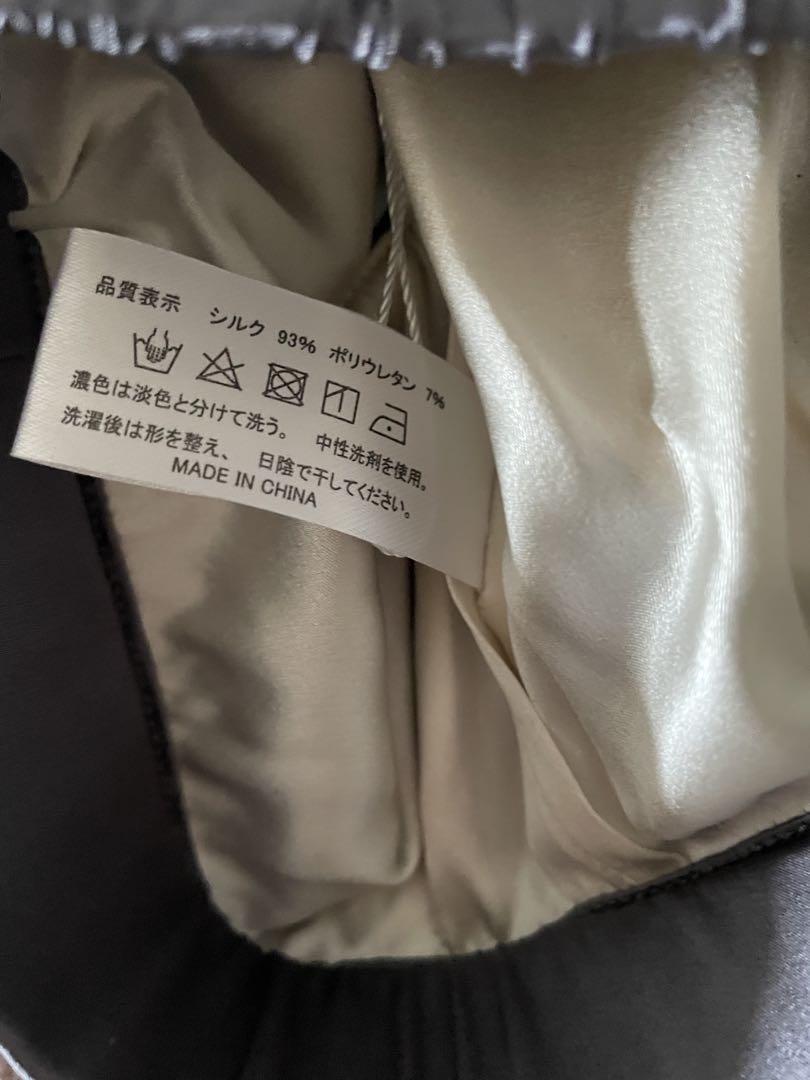 品質表示 シルク 93% ポリウレタン 7%
濃色は淡色と分けて洗う。 中性洗剤を使用。
洗濯後は形を整え、 日陰で干してください。
MADE IN CHINA